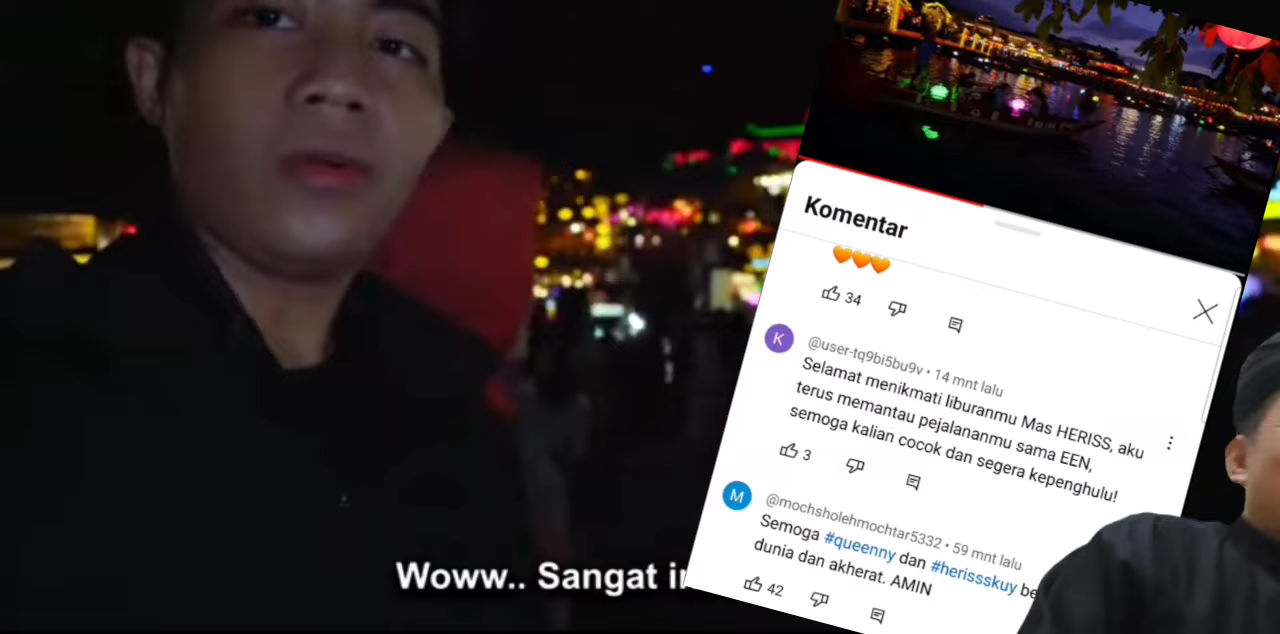 Komentar
🧡🧡🧡
34
K
@user-tq9bi5bu9v • 14 mnt lalu
Selamat menikmati liburanmu Mas HERISS, aku
terus memantau pejalananmu sama EEN,
semoga kalian cocok dan segera kepenghulu!
3
M
@mochsholehmochtar5332 • 59 mnt lalu
Semoga #queenny dan #herissskuy
dunia dan akherat. AMIN
42
Woww.. Sangat